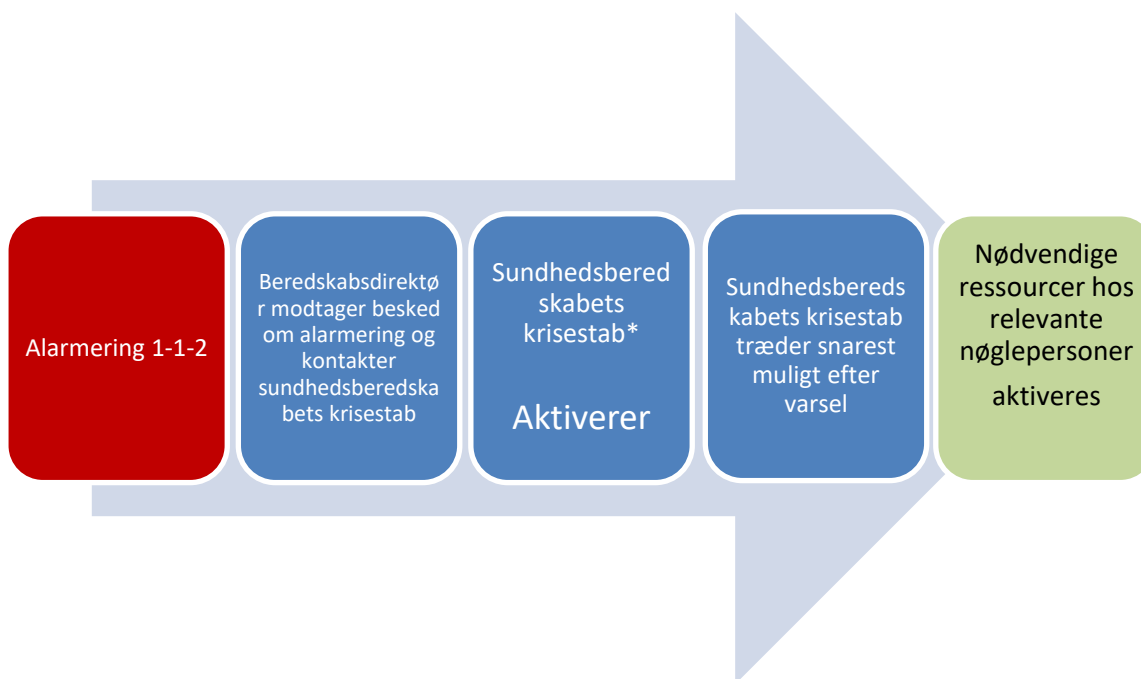 Alarmering 1-1-2
Beredskabsdirektø
r modtager besked
om alarmering og
kontakter
sundhedsberedska
bets krisestab
Sundhedsbered
skabets
krisestab*
Aktiverer
Sundhedsbereds
kabets krisestab
træder snarest
muligt efter
varsel
Nødvendige
ressourcer hos
relevante
nøglepersoner
aktiveres